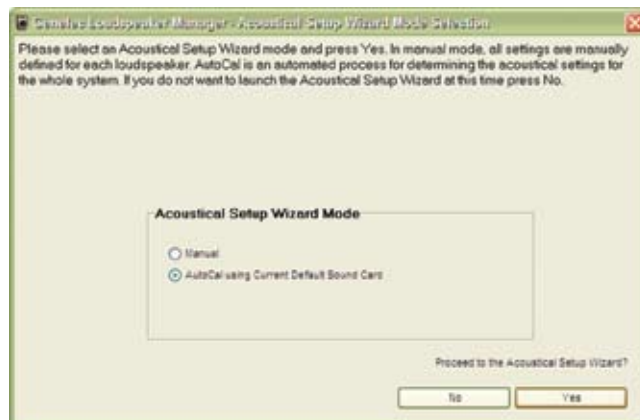 Genelec Loudspeaker Manager - Acoustical Setup Wizard Mode Selection
Please select an Acoustical Setup Wizard mode and press Yes. In manual mode, all settings are manually
defined for each loudspeaker. AutoCal is an automated process for determining the acoustical settings for
the whole system. If you do not want to launch the Acoustical Setup Wizard at this time press No.
Acoustical Setup Wizard Mode
Manual
AutoCal using Current Default Sound Card
Proceed to the Acoustical Setup Wizard?
No
Yes